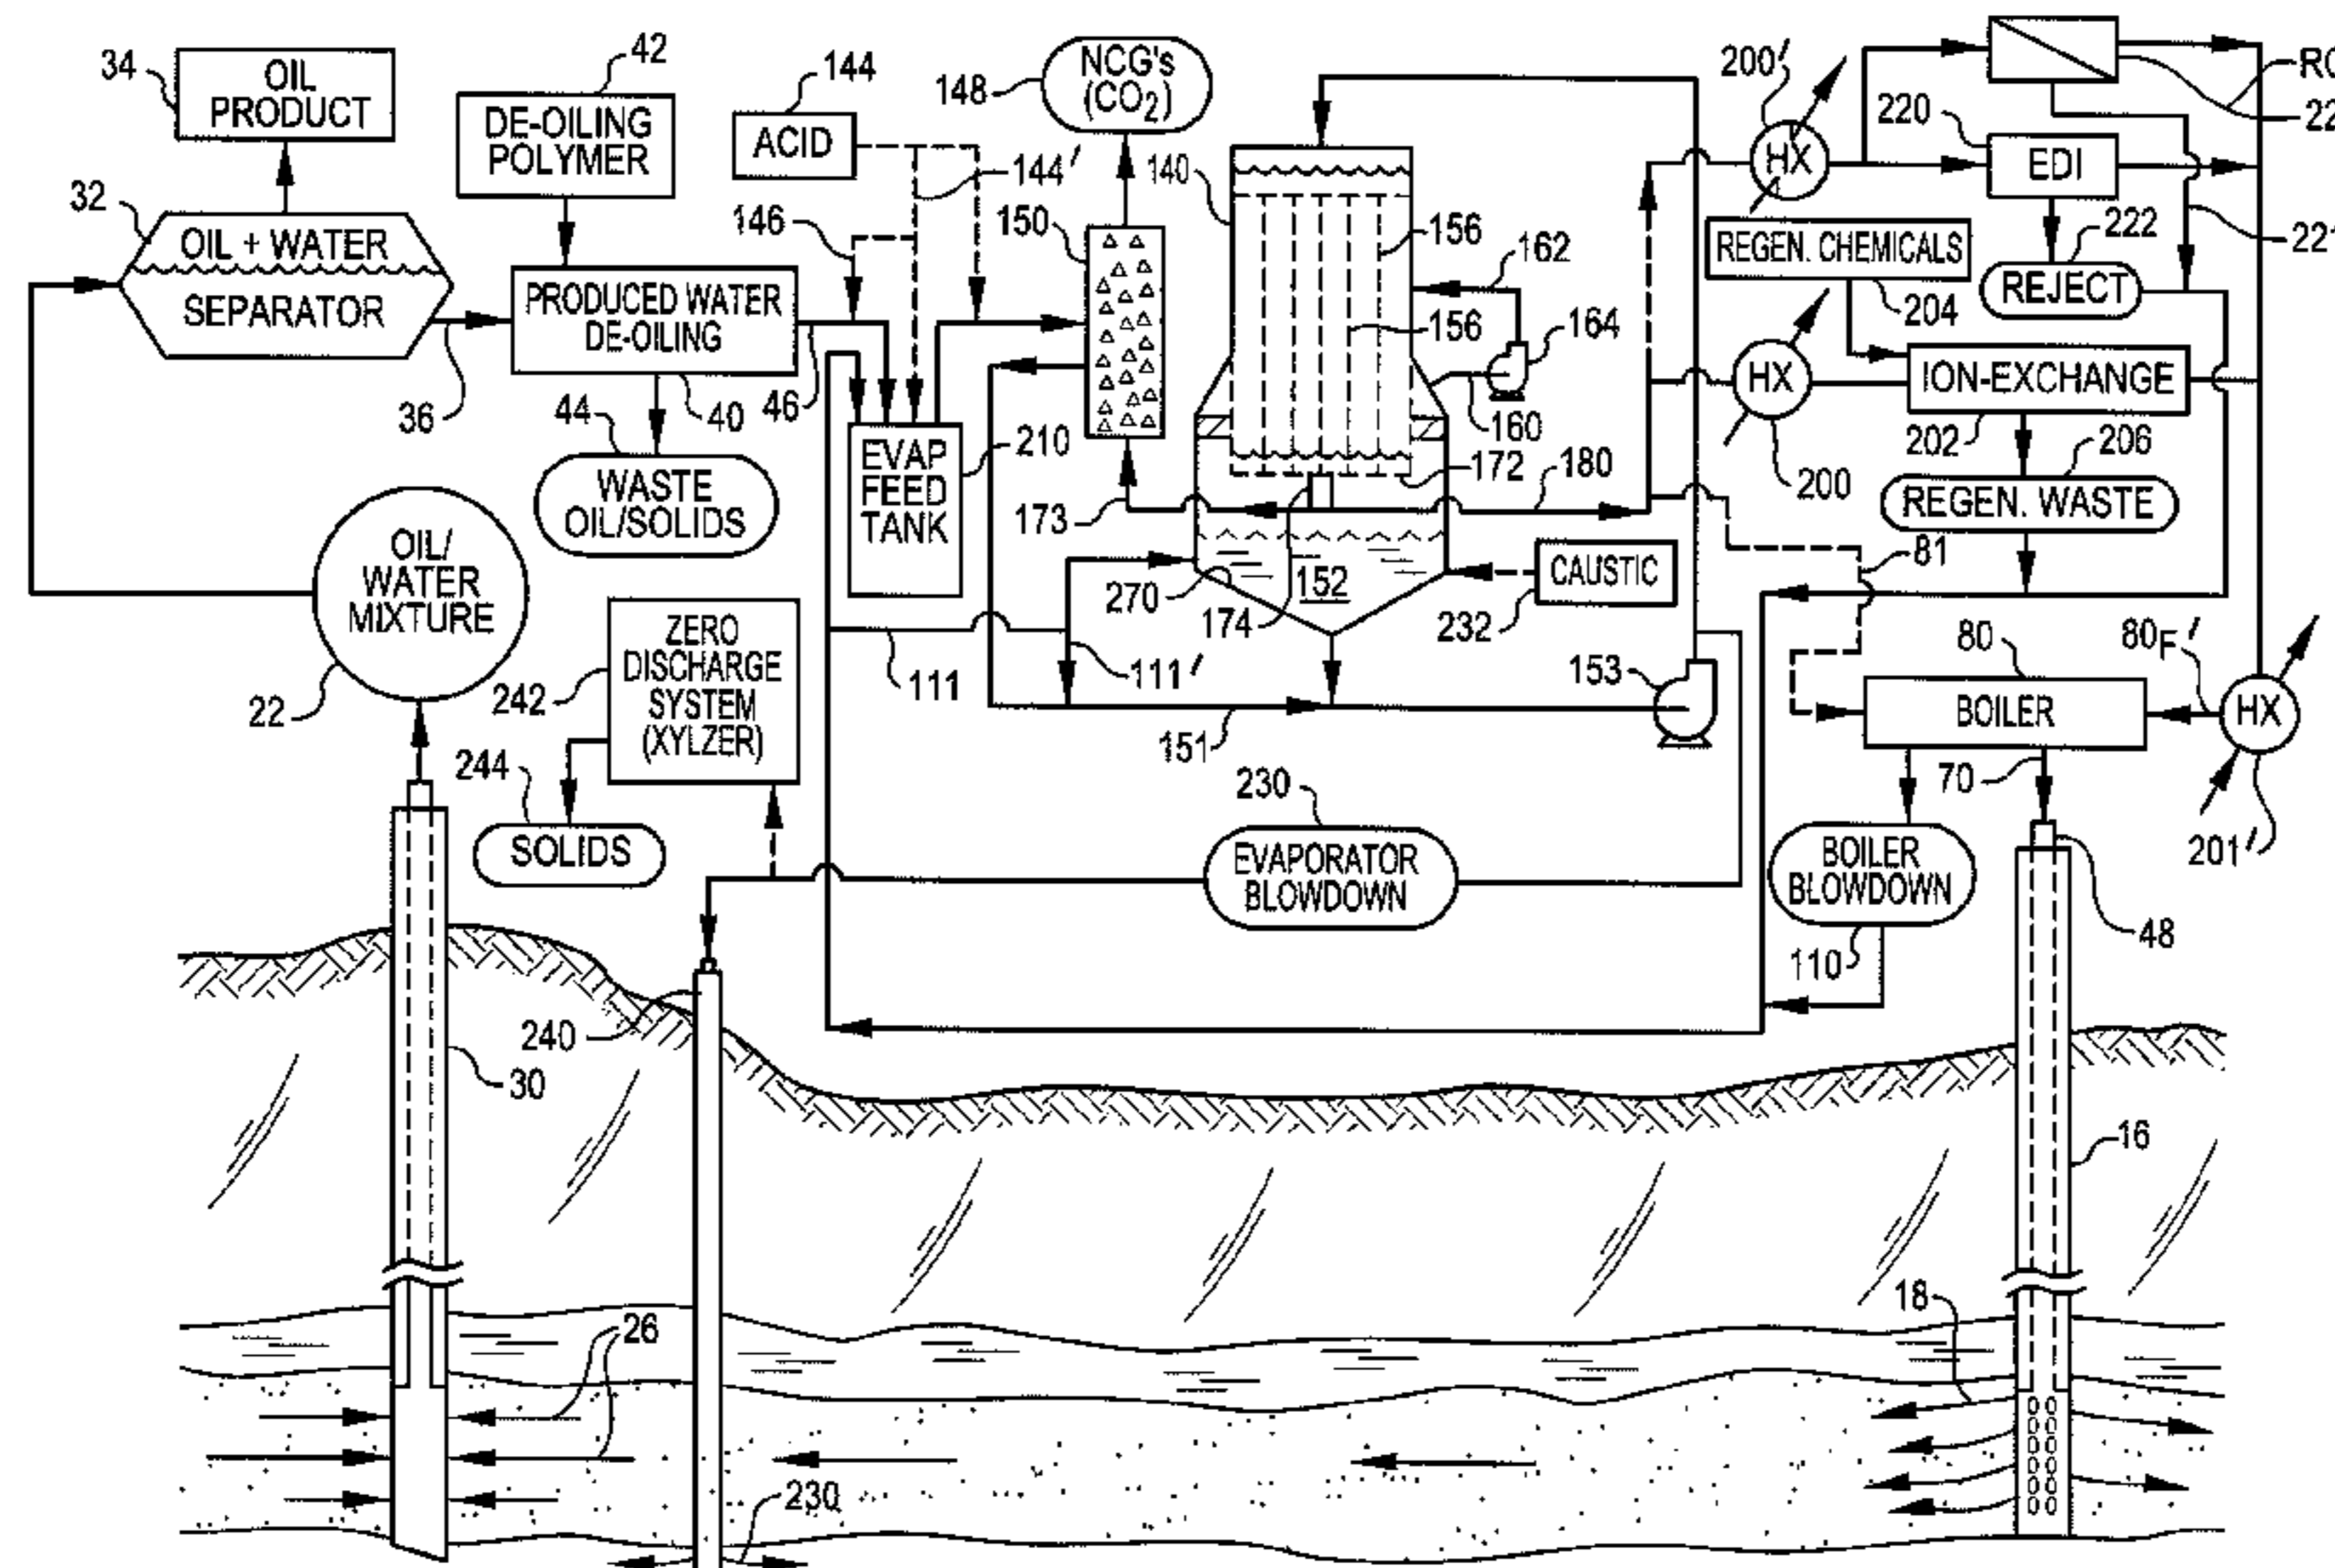 34
OIL
PRODUCT
42
DE-OILING
POLYMER
144
ACID
148
NCG's
(CO2)
200'
HX
220
EDI
32
OIL + WATER
SEPARATOR
36
PRODUCED WATER
DE-OILING
40
46
146
144'
150
140
156
156
162
164
160
REGEN. CHEMICALS
204
222
REJECT
HX
200
ION-EXCHANGE
202
206
REGEN. WASTE
44
WASTE
OIL/SOLIDS
EVAP
FEED
TANK
210
173
172
180
174
270
152
CAUSTIC
232
81
OIL/
WATER
MIXTURE
22
ZERO
DISCHARGE
SYSTEM
(XYLZER)
242
244
SOLIDS
111
111'
151
153
80
80F'
BOILER
HX
201'
70
230
EVAPORATOR
BLOWDOWN
BOILER
BLOWDOWN
110
48
240
30
16
26
18
230